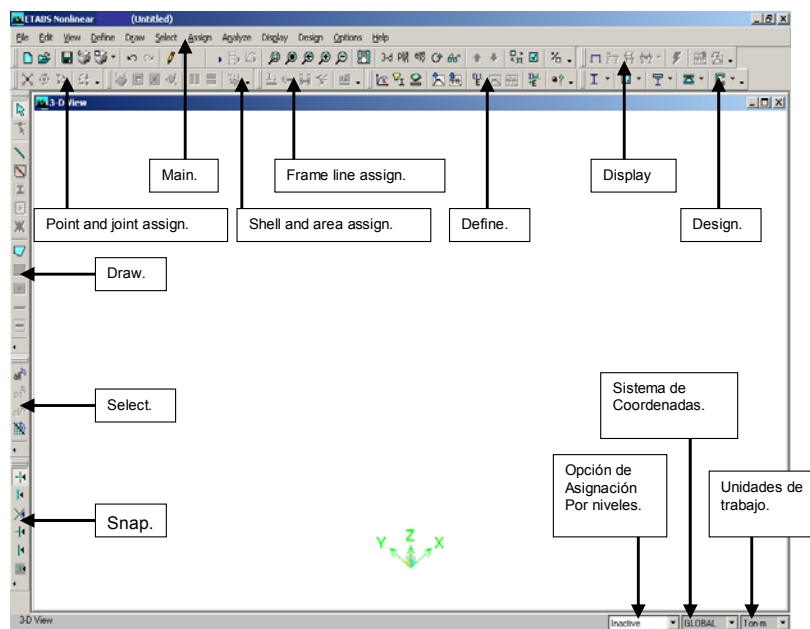 ETABS Nonlinear (Untitled)
File Edit View Define Draw Select Assign Analyze Display Design Options Help
3-d
3-D View
Main.
Frame line assign.
Display
Point and joint assign.
Shell and area assign.
Define.
Design.
Draw.
Select.
Sistema de
Coordenadas.
Opción de
Asignación
Por niveles.
Unidades de
trabajo.
Snap.
Y Z X
3-D View
Inactive
GLOBAL
Ton-m